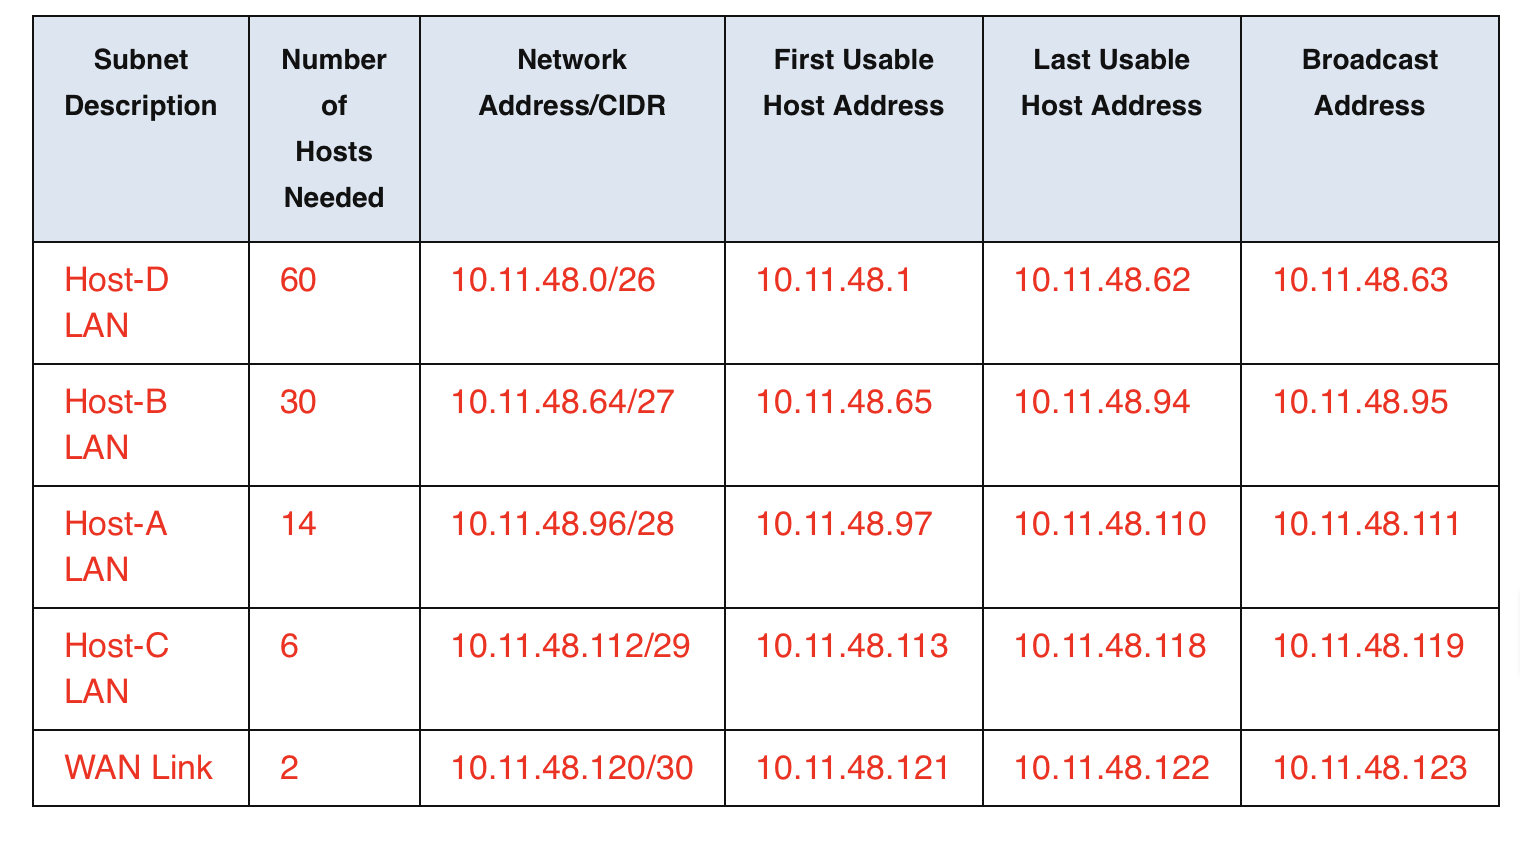 Subnet Description | Number of Hosts Needed | Network Address/CIDR | First Usable Host Address | Last Usable Host Address | Broadcast Address
Host-D LAN | 60 | 10.11.48.0/26 | 10.11.48.1 | 10.11.48.62 | 10.11.48.63
Host-B LAN | 30 | 10.11.48.64/27 | 10.11.48.65 | 10.11.48.94 | 10.11.48.95
Host-A LAN | 14 | 10.11.48.96/28 | 10.11.48.97 | 10.11.48.110 | 10.11.48.111
Host-C LAN | 6 | 10.11.48.112/29 | 10.11.48.113 | 10.11.48.118 | 10.11.48.119
WAN Link | 2 | 10.11.48.120/30 | 10.11.48.121 | 10.11.48.122 | 10.11.48.123